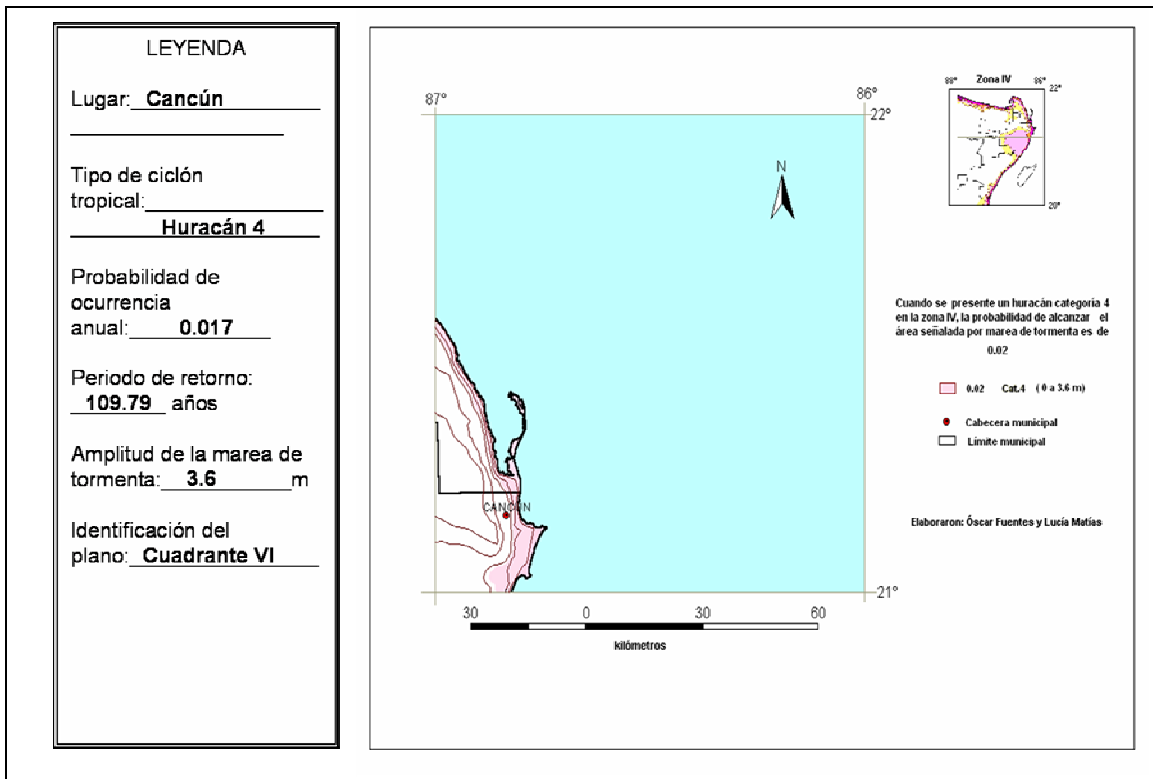 LEYENDA
Lugar: Cancún
Tipo de ciclón
tropical:
Huracán 4
Probabilidad de
ocurrencia
anual: 0.017
Periodo de retorno:
109.79 años
Amplitud de la marea de
tormenta: 3.6 m
Identificación del
plano: Cuadrante VI
87°
86°
22°
N
CANCÚN
21°
30 0 30 60
kilómetros
88° Zona IV 86°
22°
20°
Cuando se presente un huracán categoría 4
en la zona IV, la probabilidad de alcanzar el
área señalada por marea de tormenta es de
0.02
0.02 Cat.4 ( 0 a 3.6 m)
Cabecera municipal
Límite municipal
Elaboraron: Óscar Fuentes y Lucía Matías